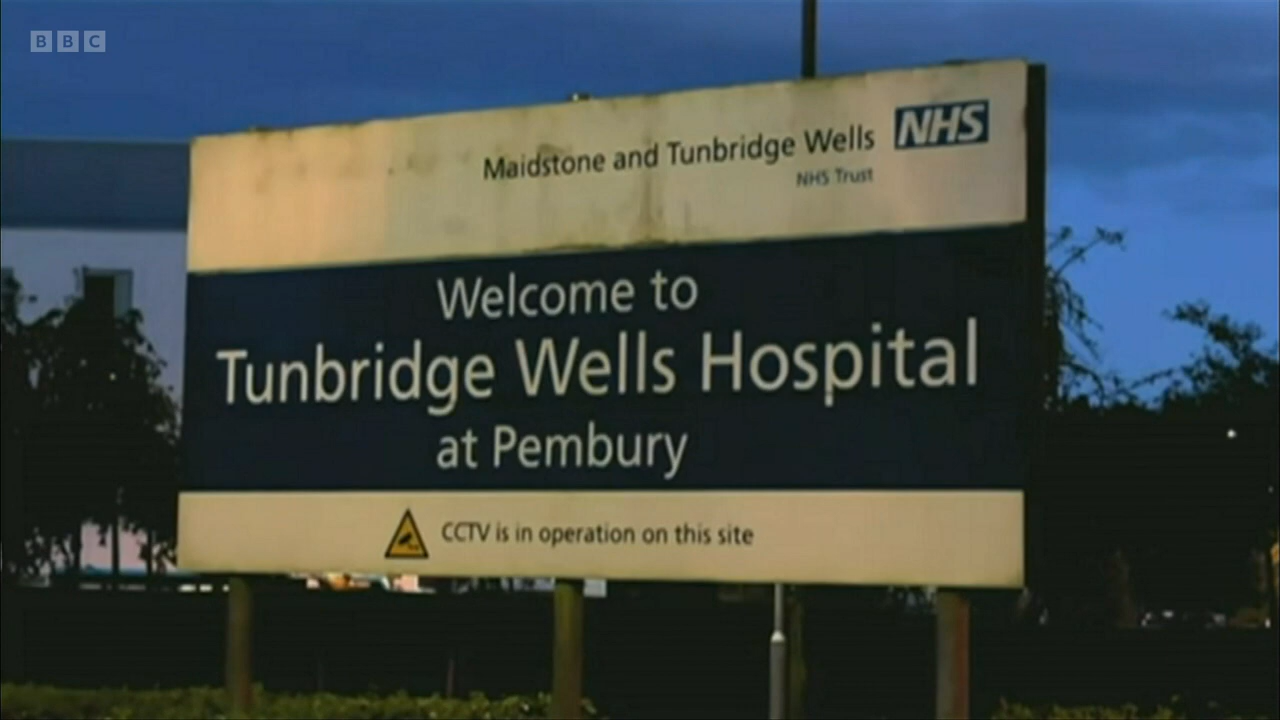 BBC
Maidstone and Tunbridge Wells NHS
NHS Trust
Welcome to
Tunbridge Wells Hospital
at Pembury
CCTV is in operation on this site